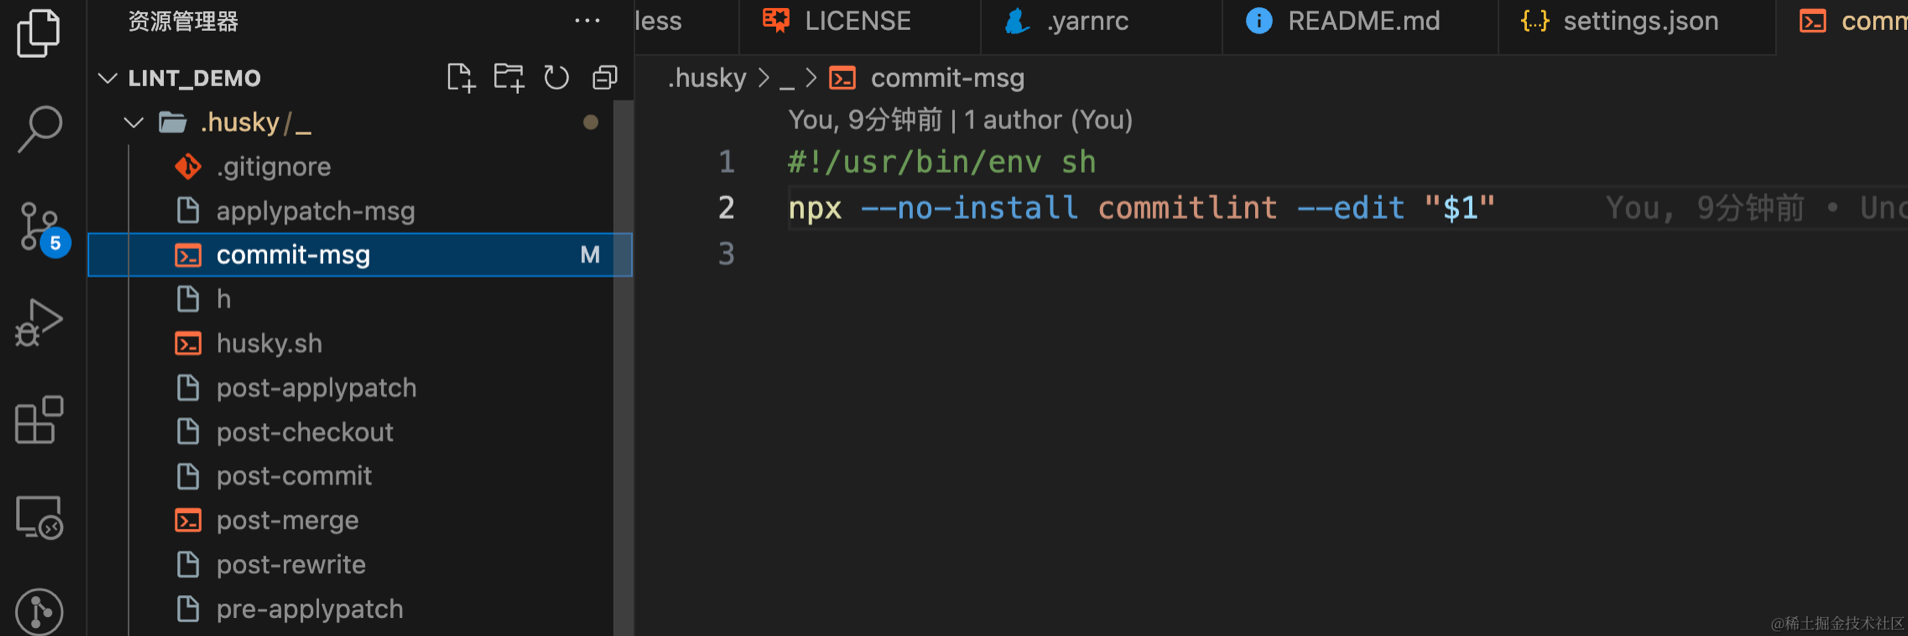 资源管理器
LINT_DEMO
.husky/_
.gitignore
applypatch-msg
commit-msg M
h
husky.sh
post-applypatch
post-checkout
post-commit
post-merge
post-rewrite
pre-applypatch
5
less LICENSE .yarnrc README.md settings.json comm
.husky > _ > commit-msg
You, 9分钟前 | 1 author (You)
1 #!/usr/bin/env sh
2 npx --no-install commitlint --edit "$1" You, 9分钟前 • Unc
3
@稀土掘金技术社区